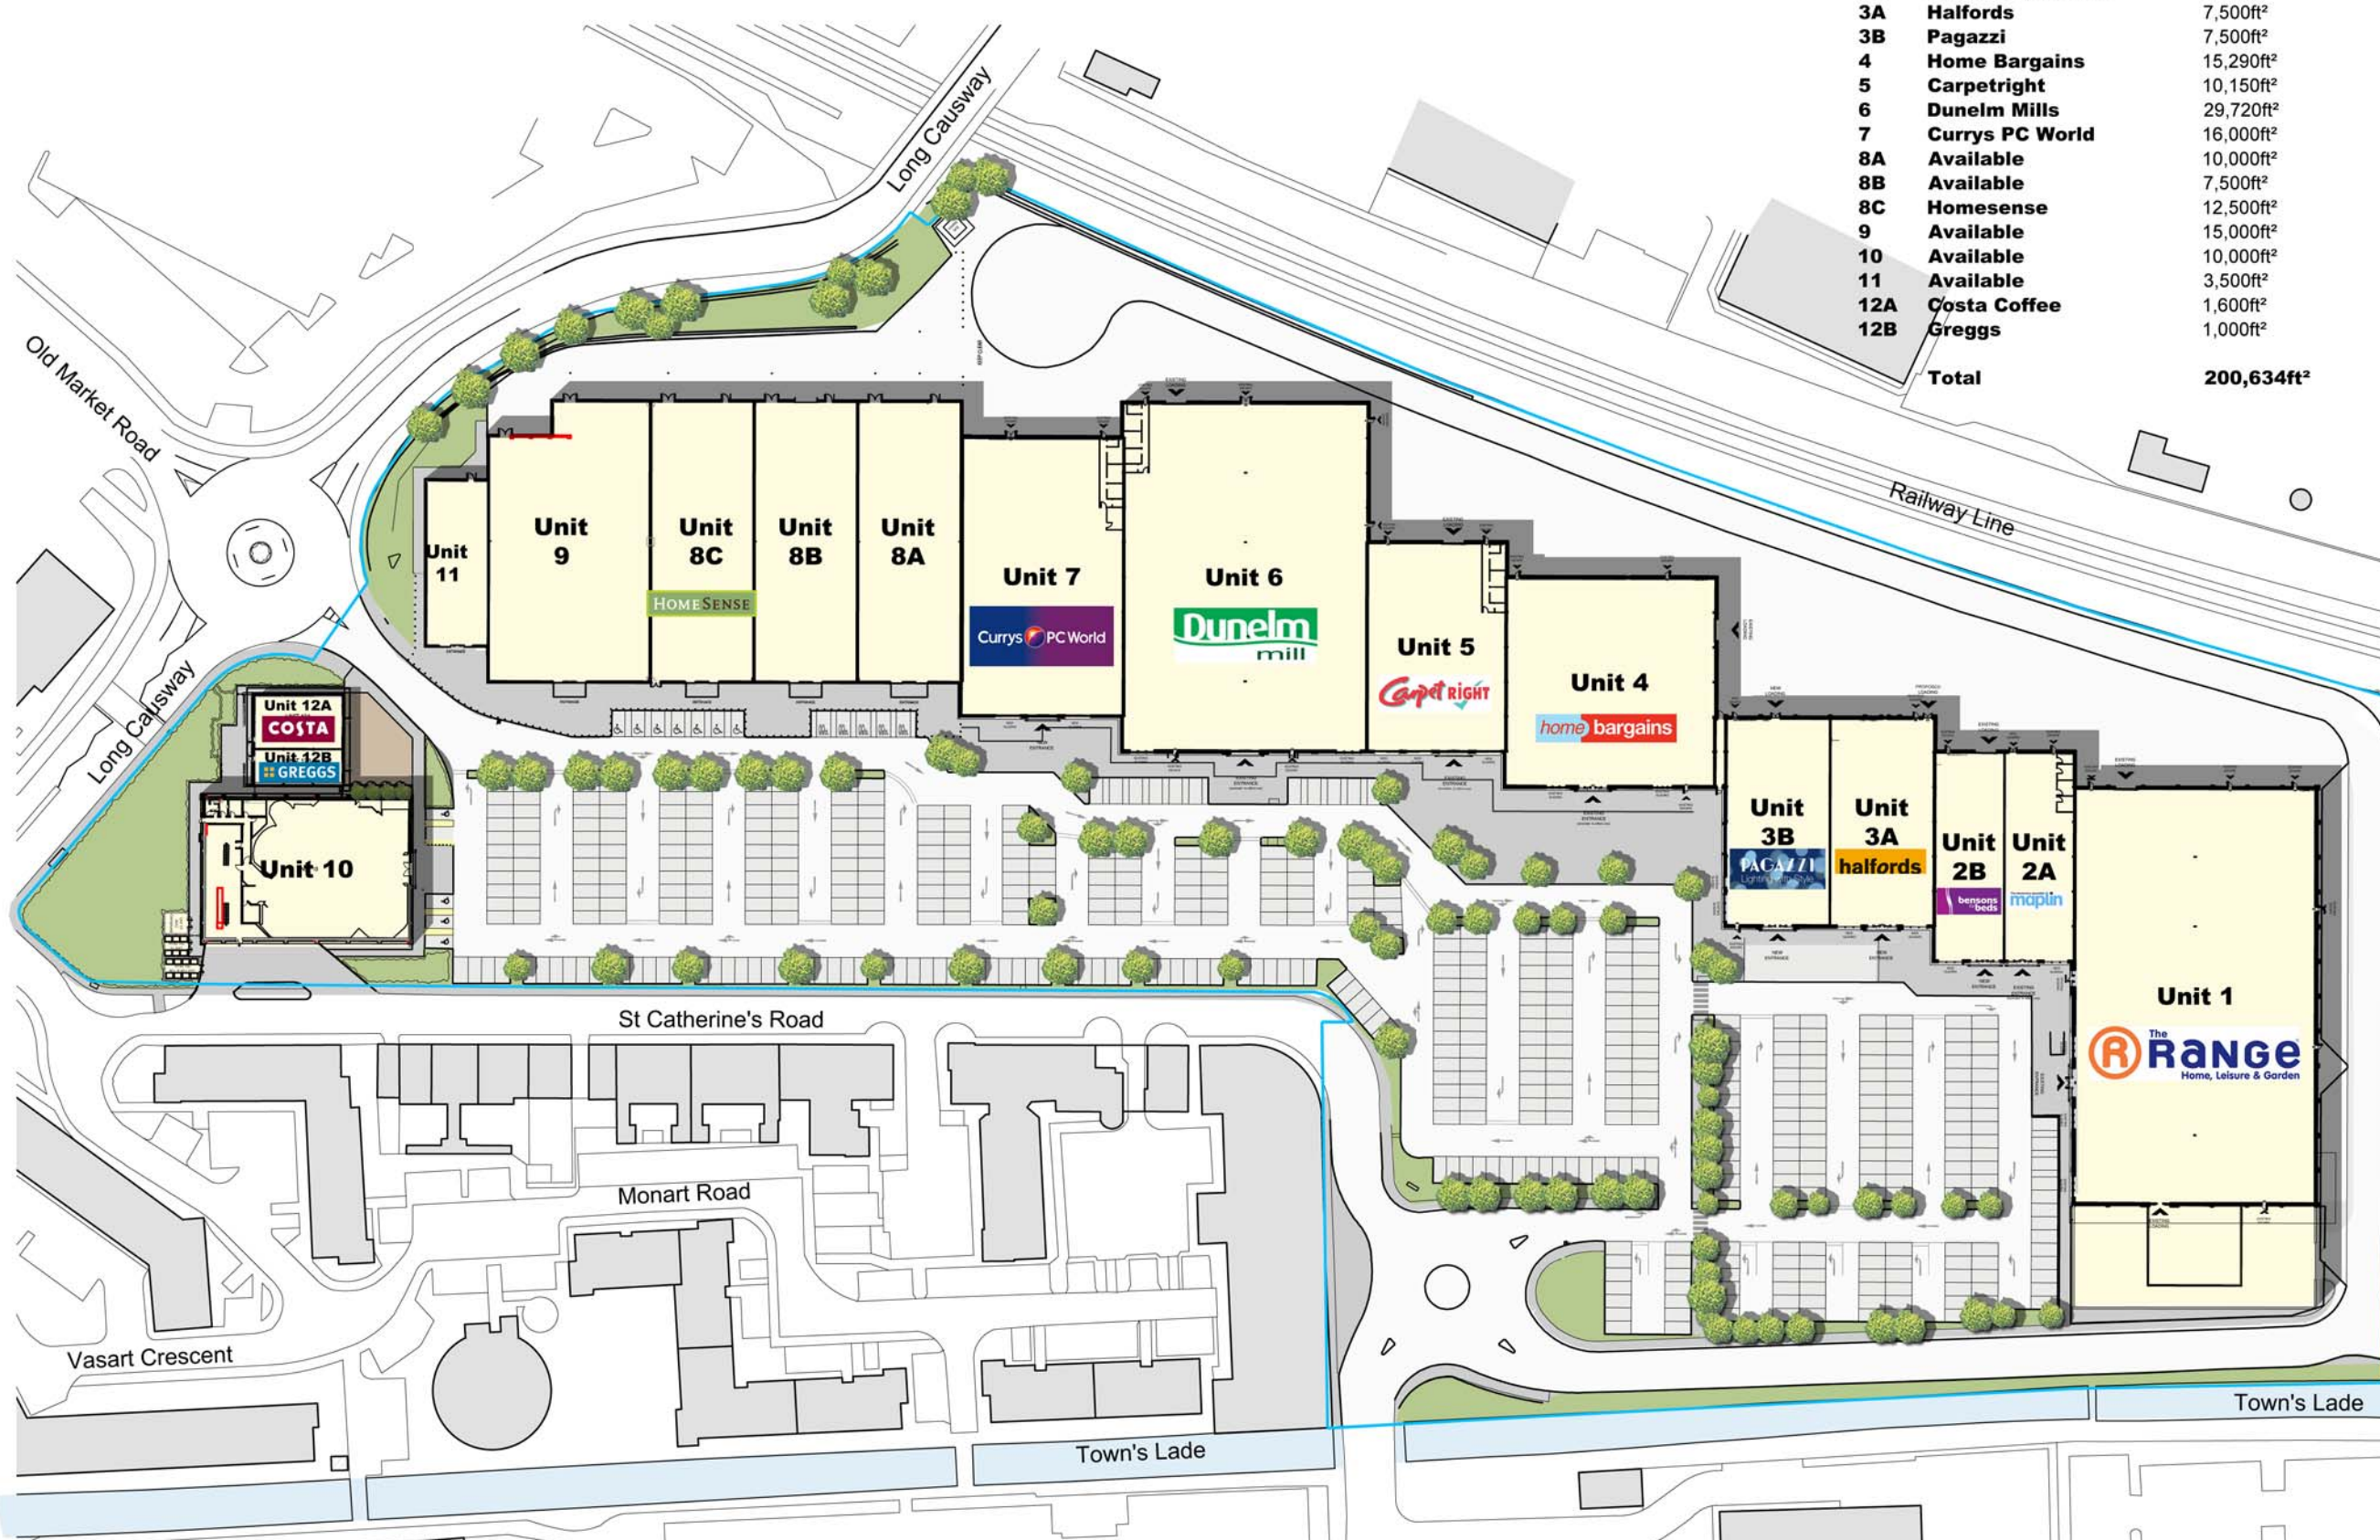 3A Halfords 7,500ft²
3B Pagazzi 7,500ft²
4 Home Bargains 15,290ft²
5 Carpetright 10,150ft²
6 Dunelm Mills 29,720ft²
7 Currys PC World 16,000ft²
8A Available 10,000ft²
8B Available 7,500ft²
8C Homesense 12,500ft²
9 Available 15,000ft²
10 Available 10,000ft²
11 Available 3,500ft²
12A Costa Coffee 1,600ft²
12B Greggs 1,000ft²
Total 200,634ft²
Long Causway
Old Market Road
Railway Line
Long Causway
Unit
11
Unit
9
Unit
8C
HOMESENSE
Unit
8B
Unit
8A
Unit 7
Currys PC World
Unit 6
Dunelm
mill
Unit 5
Carpet RIGHT
Unit 4
home bargains
Unit
3B
PAGAZZI
Lighting with Style
Unit
3A
halfords
Unit
2B
bensons
beds
Unit
2A
maplin
Unit 1
The
RANGE
Home, Leisure & Garden
Unit 12A
COSTA
Unit 12B
GREGGS
Unit 10
St Catherine's Road
Monart Road
Vasart Crescent
Town's Lade
Town's Lade